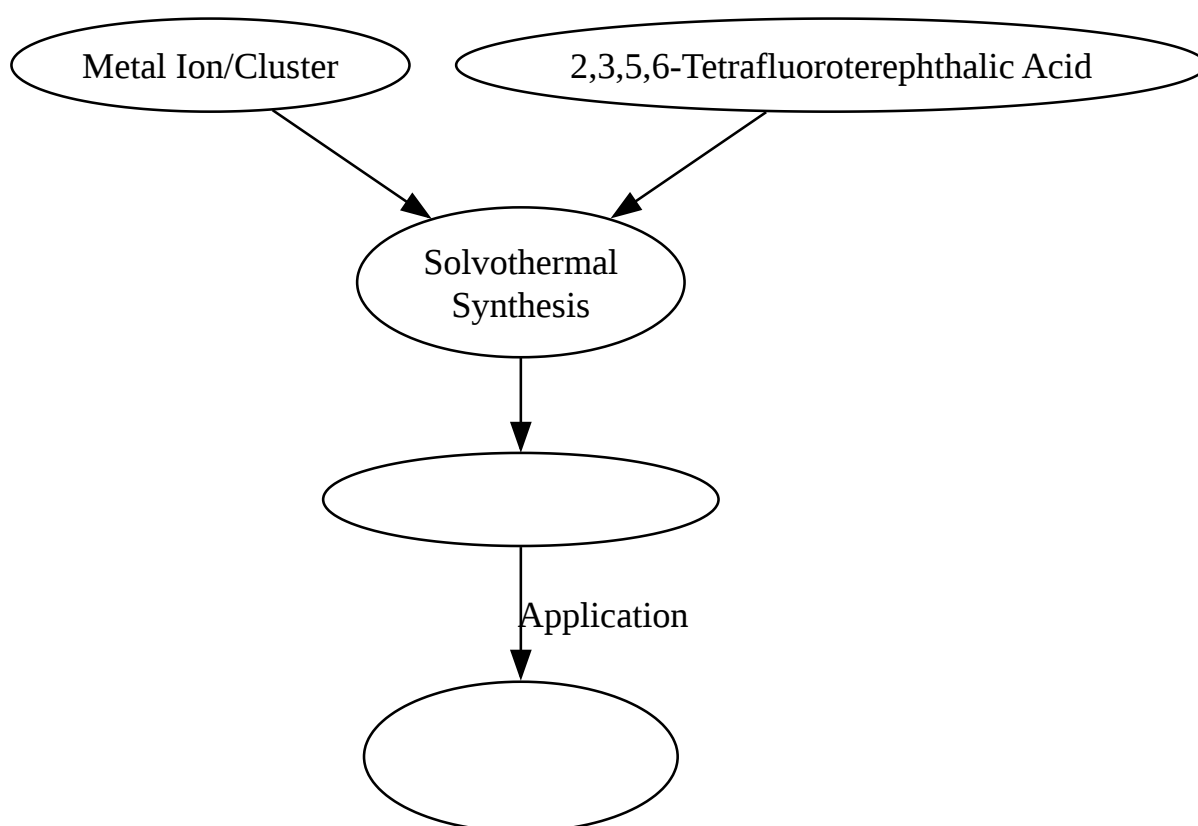 Metal Ion/Cluster
2,3,5,6-Tetrafluoroterephthalic Acid
Solvothermal
Synthesis
Application